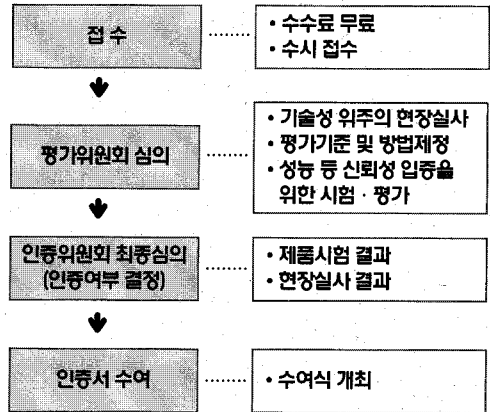 접 수
• 수수료 무료
• 수시 접수
평가위원회 심의
• 기술성 위주의 현장실사
• 평가기준 및 방법제정
• 성능 등 신뢰성 입증을
위한 시험 · 평가
인증위원회 최종심의
(인증여부 결정)
• 제품시험 결과
• 현장실사 결과
인증서 수여
• 수여식 개최